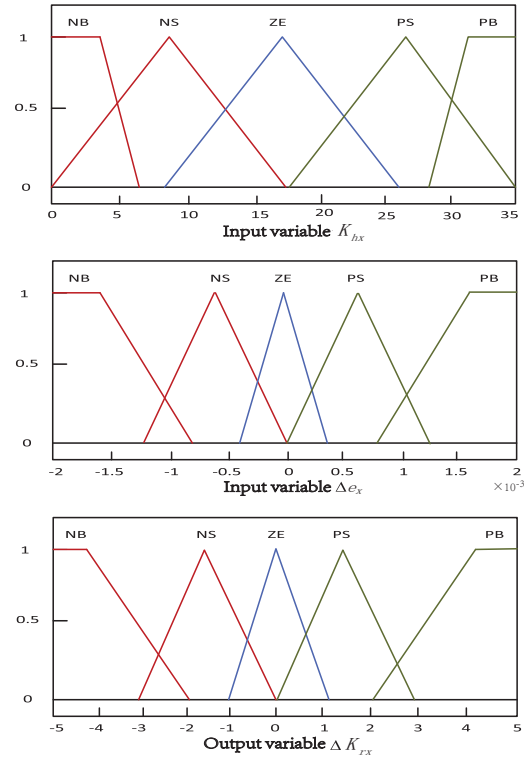 NB NS ZE PS PB
1
0.5
0
0 5 10 15 20 25 30 35
Input variable K_hx
NB NS ZE PS PB
1
0.5
0
-2 -1.5 -1 -0.5 0 0.5 1 1.5 2
Input variable Δe_x ×10^-3
NB NS ZE PS PB
1
0.5
0
-5 -4 -3 -2 -1 0 1 2 3 4 5
Output variable Δ K_rx